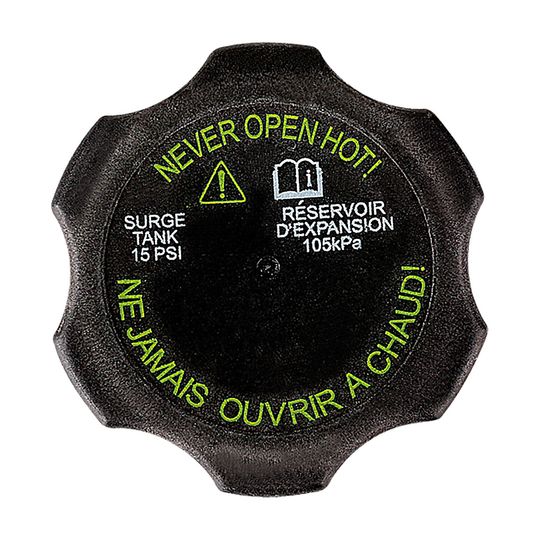 NEVER OPEN HOT!
SURGE
TANK
15 PSI
RÉSERVOIR
D'EXPANSION
105kPa
NE JAMAIS OUVRIR A CHAUD!